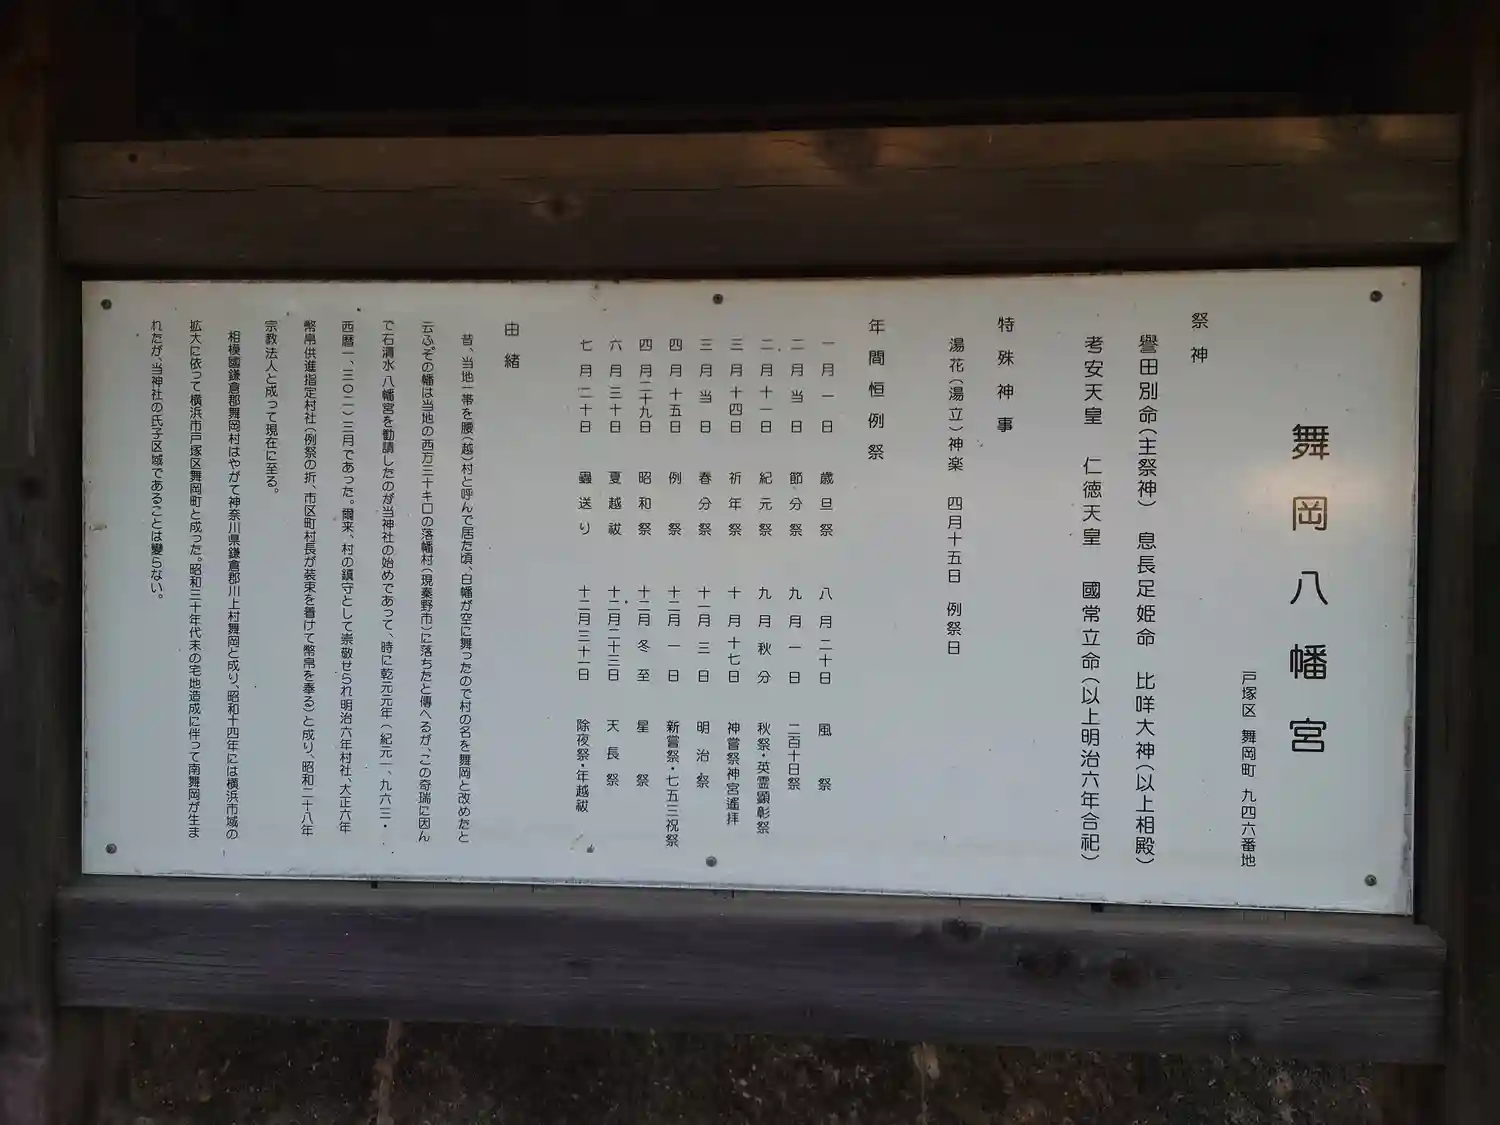 舞岡八幡宮
戸塚区 舞岡町 九四六番地
祭神
譽田別命（主祭神） 息長足姫命 比咩大神（以上相殿）
考安天皇 仁徳天皇 國常立命（以上明治六年合祀）
特殊神事
湯花（湯立）神楽 四月十五日 例祭日
年間恒例祭
一月一日 歳旦祭 八月二十日 風祭
二月当日 節分祭 九月一日 二百十日祭
二月十一日 紀元祭 九月秋分 秋祭・英霊顕彰祭
三月十四日 祈年祭 十月十七日 神嘗祭神宮遙拝
三月当日 春分祭 十一月三日 明治祭
四月十五日 例祭 十二月一日 新嘗祭・七五三祝祭
四月二十九日 昭和祭 十二月冬至 星祭
六月三十日 夏越祓 十二月二十三日 天長祭
七月二十日 蟲送り 十二月三十一日 除夜祭・年越祓
由緒
昔、当地一帯を腰（越）村と呼んで居た頃、白幡が空に舞ったので村の名を舞岡と改めたと
云ふ。その幡は当地の西方三十キロの落幡村（現秦野市）に落ちたと傳へるが、この奇瑞に因ん
で石清水八幡宮を勧請したのが当神社の始めであって、時に乾元元年（紀元一、九六三・
西暦一、三〇二）三月であった。爾来、村の鎮守として崇敬せられ明治六年村社、大正六年
幣帛供進指定村社（例祭の折、市区町村長が装束を着けて幣帛を奉る）と成り、昭和二十八年
宗教法人と成って現在に至る。
相模國鎌倉郡舞岡村はやがて神奈川県鎌倉郡川上村舞岡と成り、昭和十四年には横浜市域の
拡大に依って横浜市戸塚区舞岡町と成った。昭和三十年代末の宅地造成に伴って南舞岡が生ま
れたが、当神社の氏子区域であることは變らない。